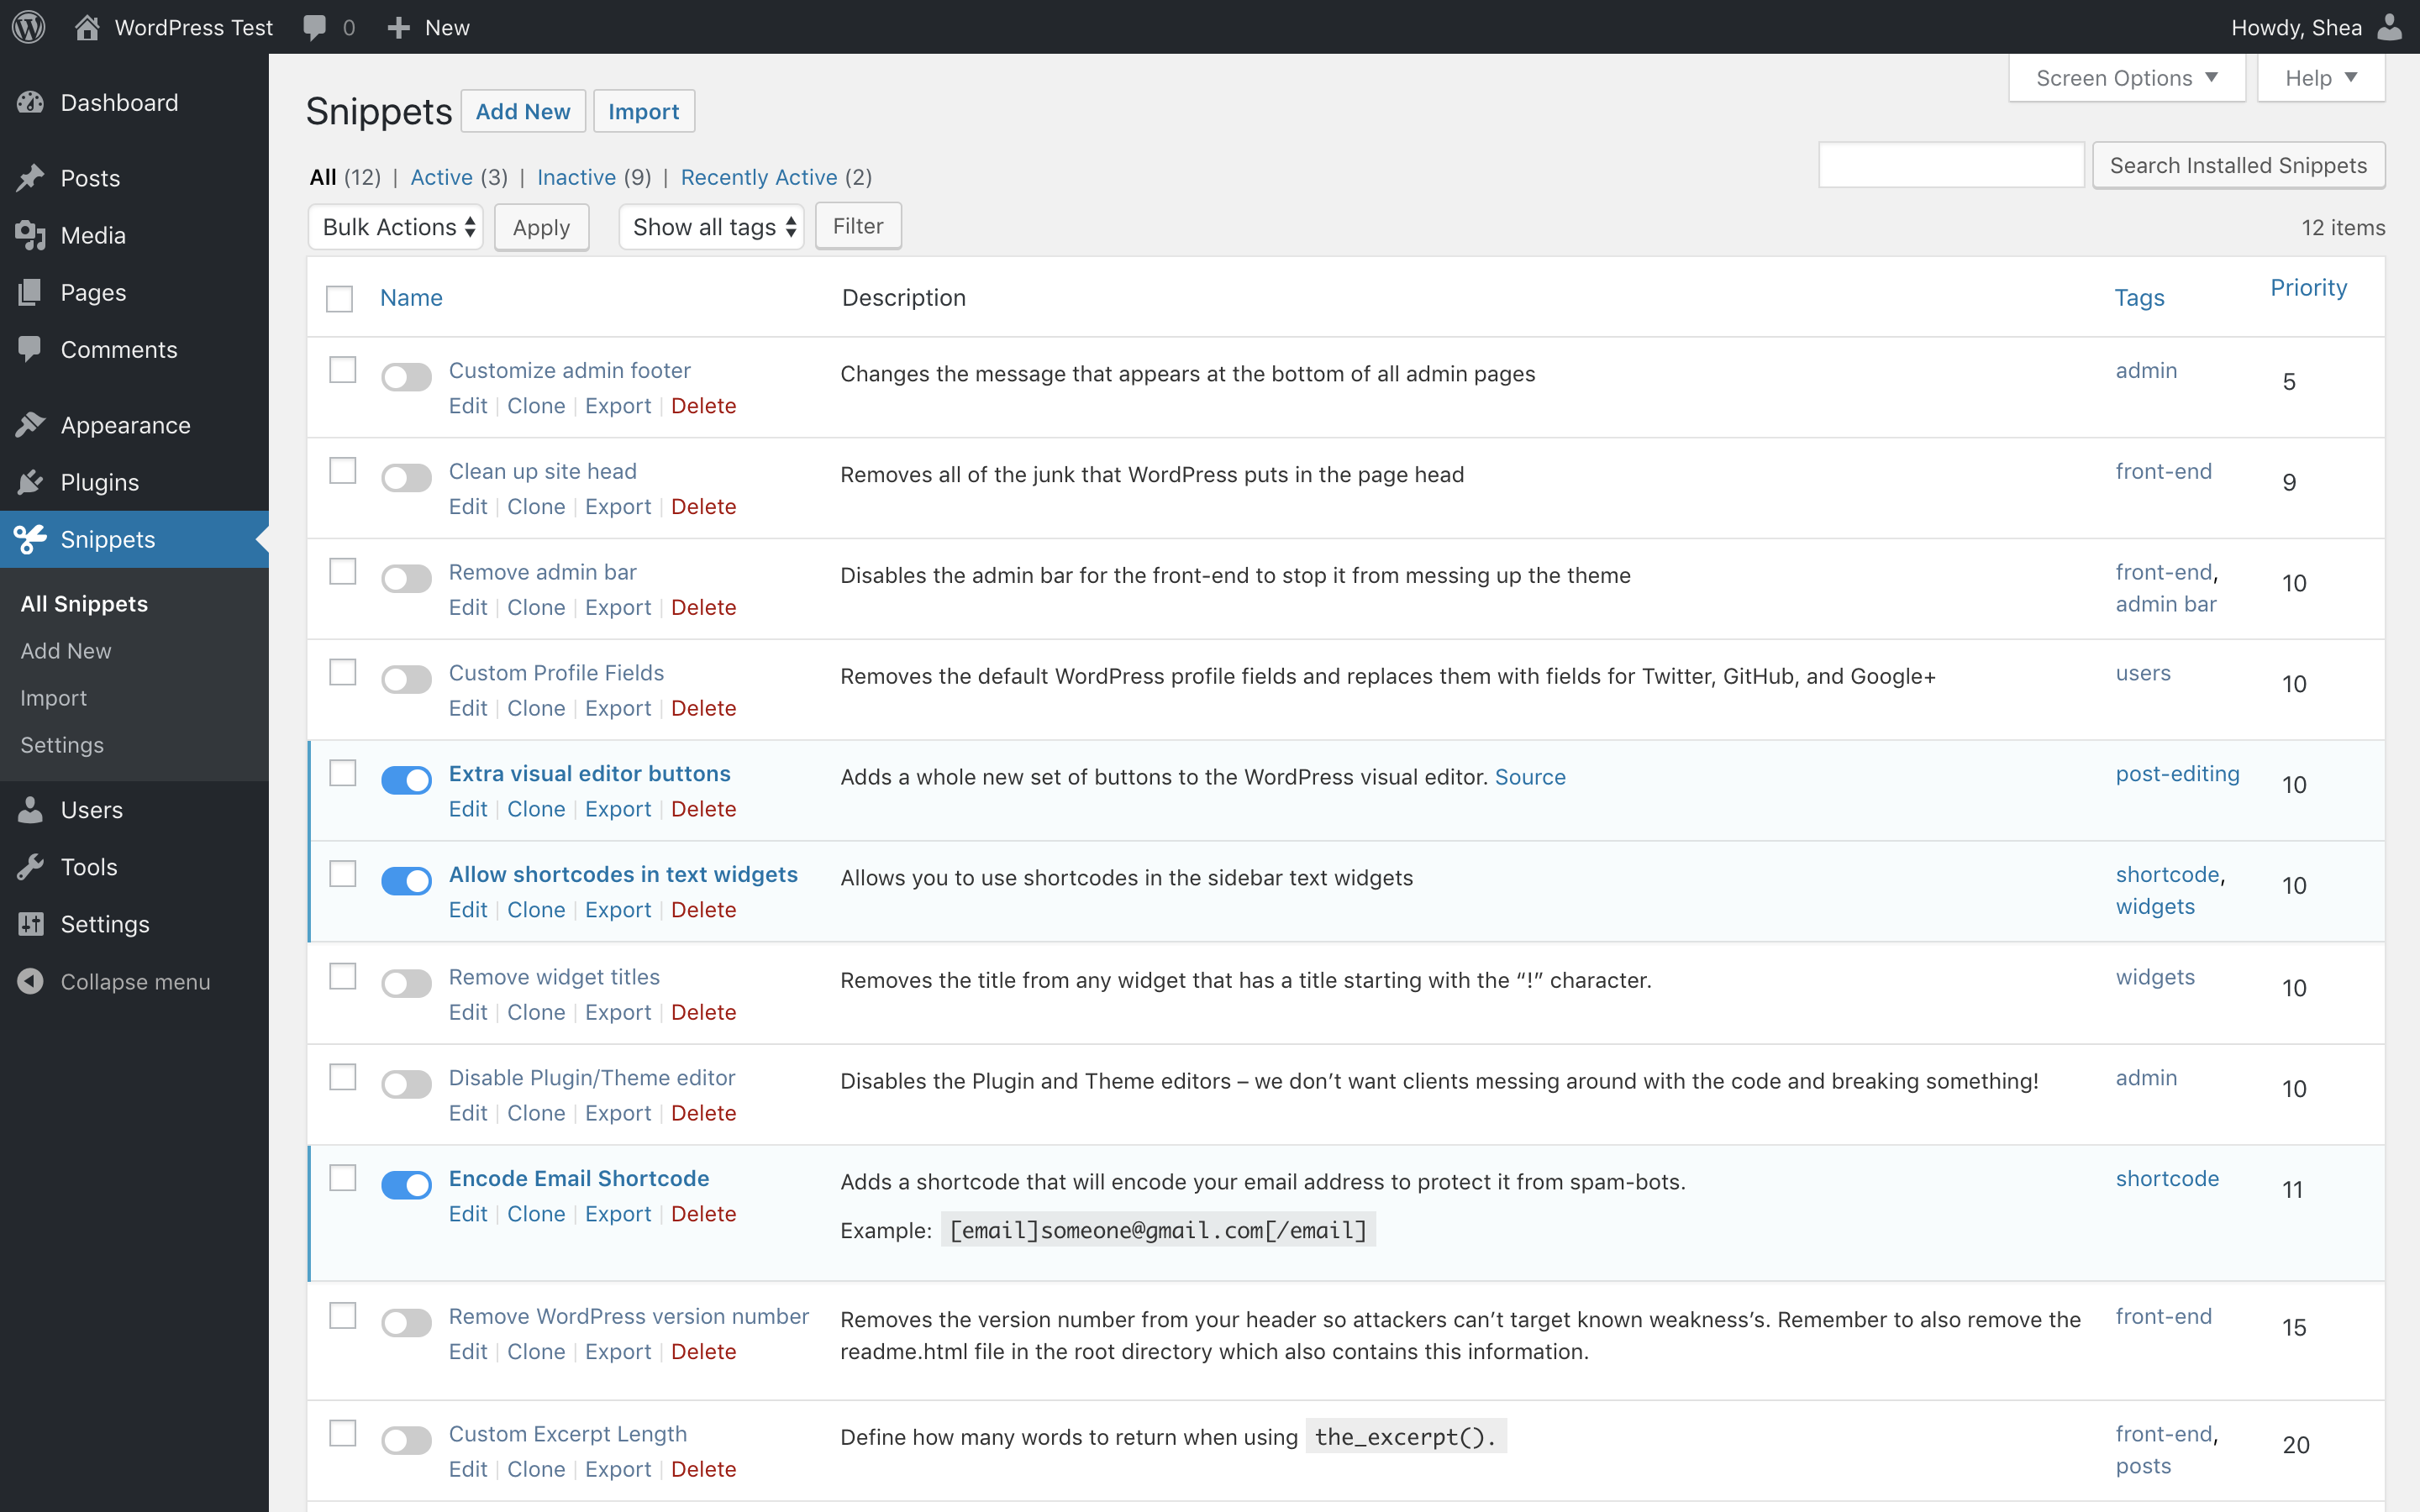 WordPress Test 0 New Howdy, Shea
Screen Options Help
Dashboard
Posts
Media
Pages
Comments
Appearance
Plugins
Snippets
All Snippets
Add New
Import
Settings
Users
Tools
Settings
Collapse menu
Snippets Add New Import
All (12) | Active (3) | Inactive (9) | Recently Active (2)
Search Installed Snippets
Bulk Actions Apply Show all tags Filter
12 items
Name Description Tags Priority
Customize admin footer
Edit | Clone | Export | Delete
Changes the message that appears at the bottom of all admin pages
admin
5
Clean up site head
Edit | Clone | Export | Delete
Removes all of the junk that WordPress puts in the page head
front-end
9
Remove admin bar
Edit | Clone | Export | Delete
Disables the admin bar for the front-end to stop it from messing up the theme
front-end,
admin bar
10
Custom Profile Fields
Edit | Clone | Export | Delete
Removes the default WordPress profile fields and replaces them with fields for Twitter, GitHub, and Google+
users
10
Extra visual editor buttons
Edit | Clone | Export | Delete
Adds a whole new set of buttons to the WordPress visual editor. Source
post-editing
10
Allow shortcodes in text widgets
Edit | Clone | Export | Delete
Allows you to use shortcodes in the sidebar text widgets
shortcode,
widgets
10
Remove widget titles
Edit | Clone | Export | Delete
Removes the title from any widget that has a title starting with the “!” character.
widgets
10
Disable Plugin/Theme editor
Edit | Clone | Export | Delete
Disables the Plugin and Theme editors – we don’t want clients messing around with the code and breaking something!
admin
10
Encode Email Shortcode
Edit | Clone | Export | Delete
Adds a shortcode that will encode your email address to protect it from spam-bots.
Example: [email]someone@gmail.com[/email]
shortcode
11
Remove WordPress version number
Edit | Clone | Export | Delete
Removes the version number from your header so attackers can’t target known weakness’s. Remember to also remove the
readme.html file in the root directory which also contains this information.
front-end
15
Custom Excerpt Length
Edit | Clone | Export | Delete
Define how many words to return when using the_excerpt().
front-end,
posts
20